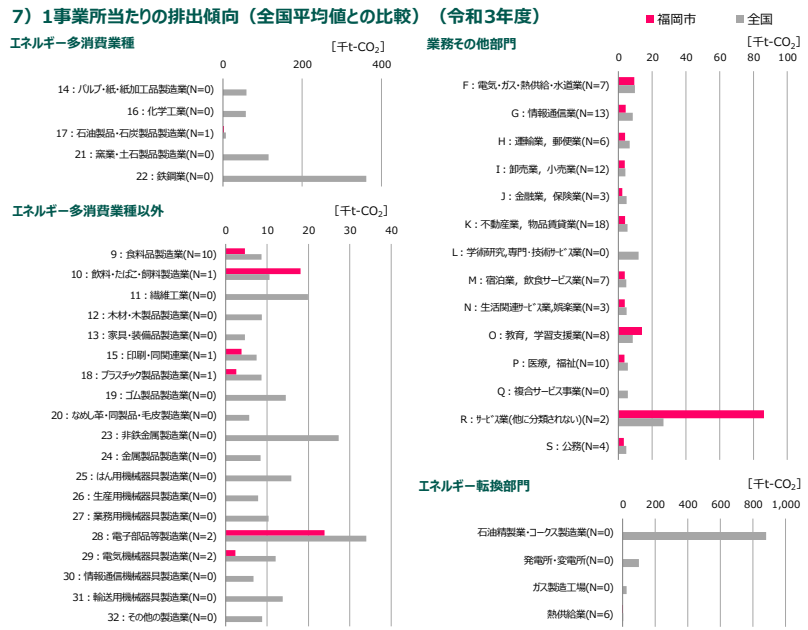 7）1事業所当たりの排出傾向（全国平均値との比較）（令和3年度）
福岡市
全国
エネルギー多消費業種
[千t-CO₂]
0
200
400
14：パルプ・紙・紙加工品製造業(N=0)
16：化学工業(N=0)
17：石油製品・石炭製品製造業(N=1)
21：窯業・土石製品製造業(N=0)
22：鉄鋼業(N=0)
エネルギー多消費業種以外
[千t-CO₂]
0
10
20
30
40
9：食料品製造業(N=10)
10：飲料・たばこ・飼料製造業(N=1)
11：繊維工業(N=0)
12：木材・木製品製造業(N=0)
13：家具・装備品製造業(N=0)
15：印刷・同関連業(N=1)
18：プラスチック製品製造業(N=1)
19：ゴム製品製造業(N=0)
20：なめし革・同製品・毛皮製造業(N=0)
23：非鉄金属製造業(N=0)
24：金属製品製造業(N=0)
25：はん用機械器具製造業(N=0)
26：生産用機械器具製造業(N=0)
27：業務用機械器具製造業(N=0)
28：電子部品等製造業(N=2)
29：電気機械器具製造業(N=2)
30：情報通信機械器具製造業(N=0)
31：輸送用機械器具製造業(N=0)
32：その他の製造業(N=0)
業務その他部門
[千t-CO₂]
0
20
40
60
80
100
F：電気・ガス・熱供給・水道業(N=7)
G：情報通信業(N=13)
H：運輸業，郵便業(N=6)
I：卸売業，小売業(N=12)
J：金融業，保険業(N=3)
K：不動産業，物品賃貸業(N=18)
L：学術研究,専門・技術ｻｰﾋﾞｽ業(N=0)
M：宿泊業，飲食サービス業(N=7)
N：生活関連ｻｰﾋﾞｽ業,娯楽業(N=3)
O：教育，学習支援業(N=8)
P：医療，福祉(N=10)
Q：複合サービス事業(N=0)
R：ｻｰﾋﾞｽ業(他に分類されない)(N=2)
S：公務(N=4)
エネルギー転換部門
[千t-CO₂]
0
200
400
600
800
1,000
石油精製業・コークス製造業(N=0)
発電所・変電所(N=0)
ガス製造工場(N=0)
熱供給業(N=6)